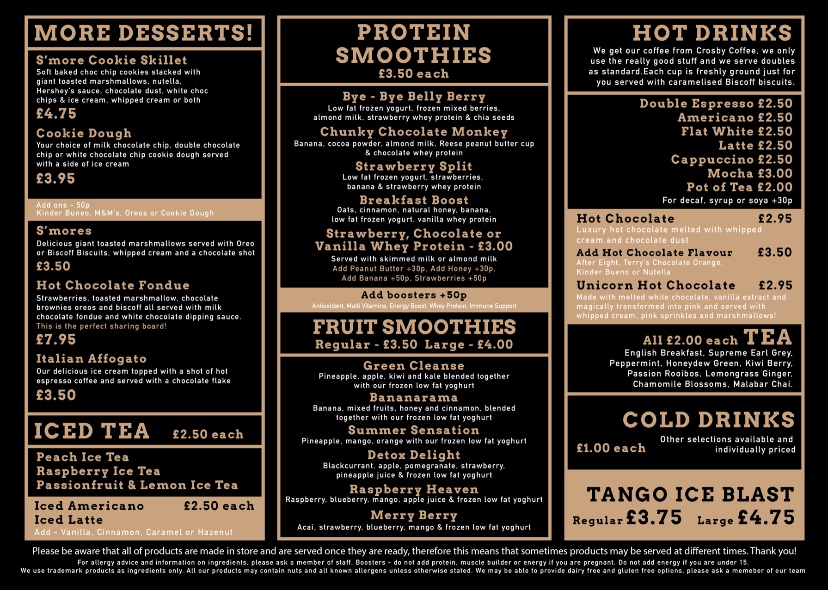 MORE DESSERTS!
S'more Cookie Skillet
Soft baked choc chip cookies stacked with
giant toasted marshmallows, nutella,
Hershey's sauce, chocolate dust, white choc
chips & ice cream, whipped cream or both
£4.75
Cookie Dough
Your choice of milk chocolate chip, double chocolate
chip or white chocolate chip cookie dough served
with a side of ice cream
£3.95
Add ons - 50p
Kinder Buneo, M&M's, Oreos or Cookie Dough
S'mores
Delicious giant toasted marshmallows served with Oreo
or Biscoff Biscuits, whipped cream and a chocolate shot
£3.50
Hot Chocolate Fondue
Strawberries, toasted marshmallow, chocolate
brownies oreos and biscoff all served with milk
chocolate fondue and white chocolate dipping sauce.
This is the perfect sharing board!
£7.95
Italian Affogato
Our delicious ice cream topped with a shot of hot
espresso coffee and served with a chocolate flake
£3.50
ICED TEA £2.50 each
Peach Ice Tea
Raspberry Ice Tea
Passionfruit & Lemon Ice Tea
Iced Americano £2.50 each
Iced Latte
Add - Vanilla, Cinnamon, Caramel or Hazenut
PROTEIN
SMOOTHIES
£3.50 each
Bye - Bye Belly Berry
Low fat frozen yogurt, frozen mixed berries,
almond milk, strawberry whey protein & chia seeds
Chunky Chocolate Monkey
Banana, cocoa powder, almond milk, Reese peanut butter cup
& chocolate whey protein
Strawberry Split
Low fat frozen yogurt, strawberries,
banana & strawberry whey protein
Breakfast Boost
Oats, cinnamon, natural honey, banana,
low fat frozen yogurt, vanilla whey protein
Strawberry, Chocolate or
Vanilla Whey Protein - £3.00
Served with skimmed milk or almond milk
Add Peanut Butter +30p, Add Honey +30p,
Add Banana +50p, Strawberries +50p
Add boosters +50p
Antioxidant, Multi Vitamins, Energy Boost, Whey Protein, Immune Support
FRUIT SMOOTHIES
Regular - £3.50 Large - £4.00
Green Cleanse
Pineapple, apple, kiwi and kale blended together
with our frozen low fat yoghurt
Bananarama
Banana, mixed fruits, honey and cinnamon, blended
together with our frozen low fat yoghurt
Summer Sensation
Pineapple, mango, orange with our frozen low fat yoghurt
Detox Delight
Blackcurrant, apple, pomegranate, strawberry,
pineapple juice & frozen low fat yoghurt
Raspberry Heaven
Raspberry, blueberry, mango, apple juice & frozen low fat yoghurt
Merry Berry
Acai, strawberry, blueberry, mango & frozen low fat yoghurt
HOT DRINKS
We get our coffee from Crosby Coffee, we only
use the really good stuff and we serve doubles
as standard.Each cup is freshly ground just for
you served with caramelised Biscoff biscuits.
Double Espresso £2.50
Americano £2.50
Flat White £2.50
Latte £2.50
Cappuccino £2.50
Mocha £3.00
Pot of Tea £2.00
For decaf, syrup or soya +30p
Hot Chocolate £2.95
Luxury hot chocolate melted with whipped
cream and chocolate dust
Add Hot Chocolate Flavour £3.50
After Eight, Terry's Chocolate Orange,
Kinder Bueno or Nutella
Unicorn Hot Chocolate £2.95
Made with melted white chocolate, vanilla extract and
magically transformed into pink and served with
whipped cream, pink sprinkles and marshmallows!
All £2.00 each TEA
English Breakfast, Supreme Earl Grey,
Peppermint, Honeydew Green, Kiwi Berry,
Passion Rooibos, Lemongrass Ginger,
Chamomile Blossoms, Malabar Chai.
COLD DRINKS
£1.00 each Other selections available and
individually priced
TANGO ICE BLAST
Regular £3.75 Large £4.75
Please be aware that all of products are made in store and are served once they are ready, therefore this means that sometimes products may be served at different times. Thank you!
For allergy advice and information on ingredients, please ask a member of staff. Boosters - do not add protein, muscle builder or energy if you are pregnant. Do not add energy if you are under 15.
We use trademark products as ingredients only. All our products may contain nuts and all known allergens unless otherwise stated. We may be able to provide dairy free and gluten free options, please ask a memeber of our team